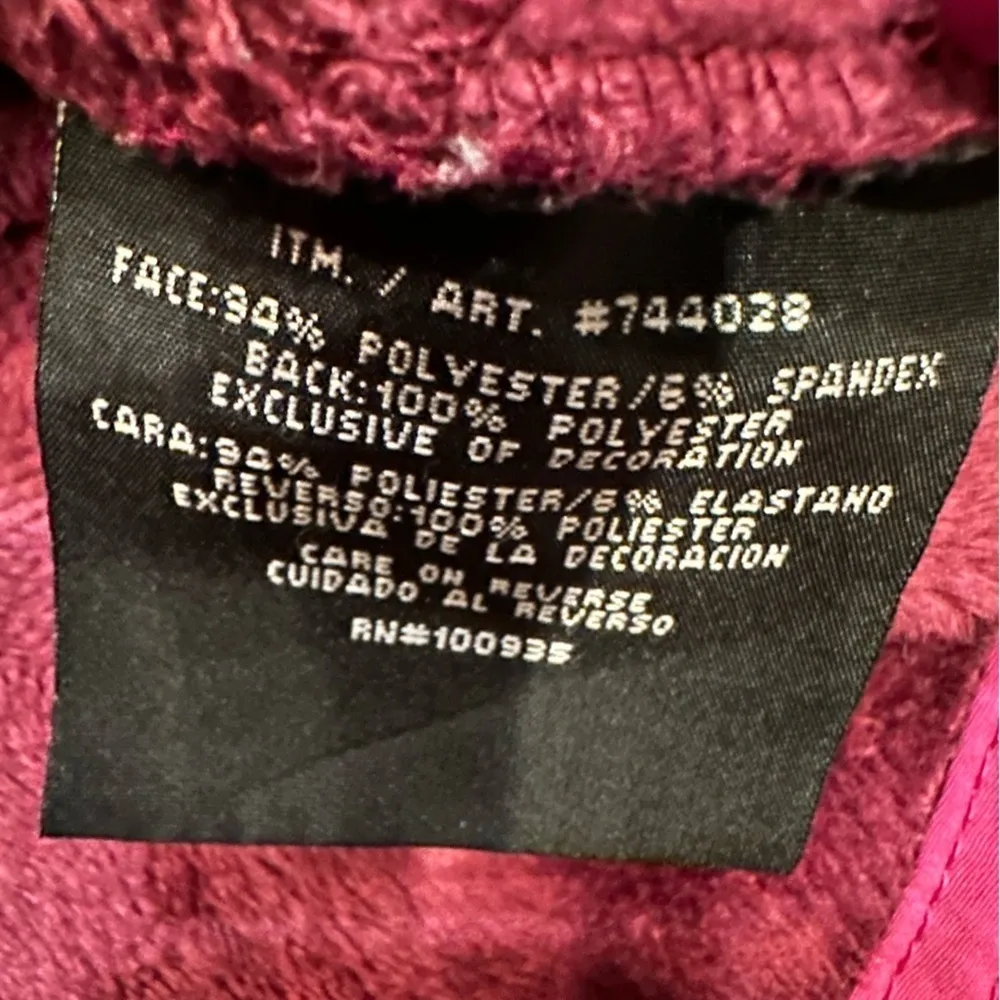 ITM. / ART. #744028
FACE:94% POLYESTER/6% SPANDEX
BACK:100% POLYESTER
EXCLUSIVE OF DECORATION
CARA:94% POLIESTER/6% ELASTANO
REVERSO:100% POLIESTER
EXCLUSIVA DE LA DECORACION
CARE ON REVERSE
CUIDADO AL REVERSO
RN#100935